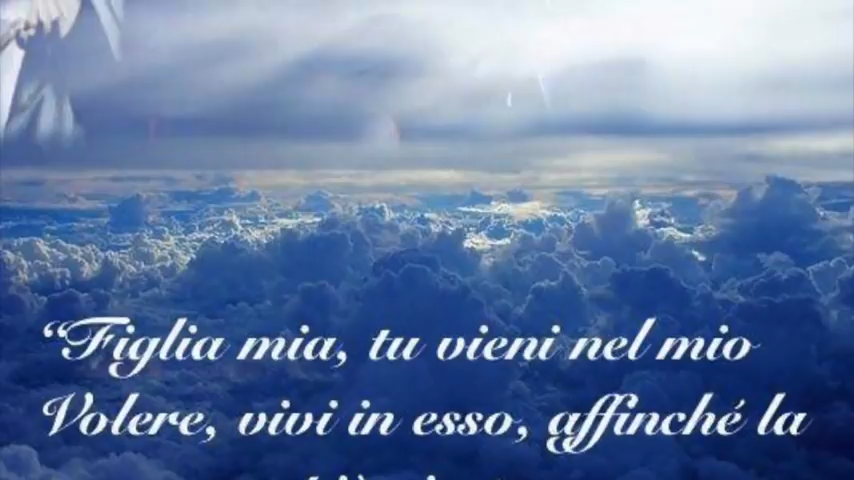 “Figlia mia, tu vieni nel mio
Volere, vivi in esso, affinché la